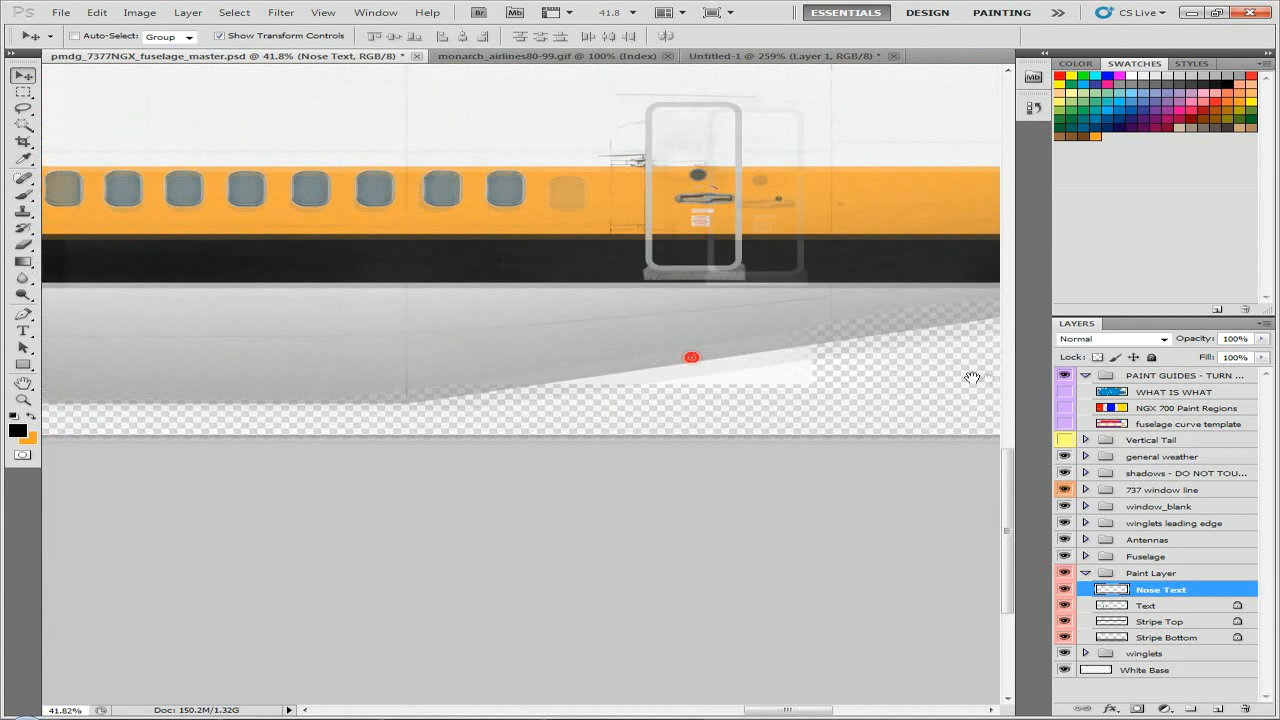 Ps File Edit Image Layer Select Filter View Window Help Br Mb 41.8 ESSENTIALS DESIGN PAINTING CS Live
Auto-Select: Group Show Transform Controls
pmdg_7377NGX_fuselage_master.psd @ 41.8% (Nose Text, RGB/8) * monarch_airlines80-99.gif @ 100% (Index) Untitled-1 @ 259% (Layer 1, RGB/8) *
COLOR SWATCHES STYLES
Mb
LAYERS
Normal Opacity: 100%
Lock: Fill: 100%
PAINT GUIDES - TURN ...
WHAT IS WHAT
NGX 700 Paint Regions
fuselage curve template
Vertical Tail
general weather
shadows - DO NOT TOU...
737 window line
window_blank
winglets leading edge
Antennas
Fuselage
Paint Layer
Nose Text
Text
Stripe Top
Stripe Bottom
winglets
White Base
41.82% Doc: 150.2M/1.32G